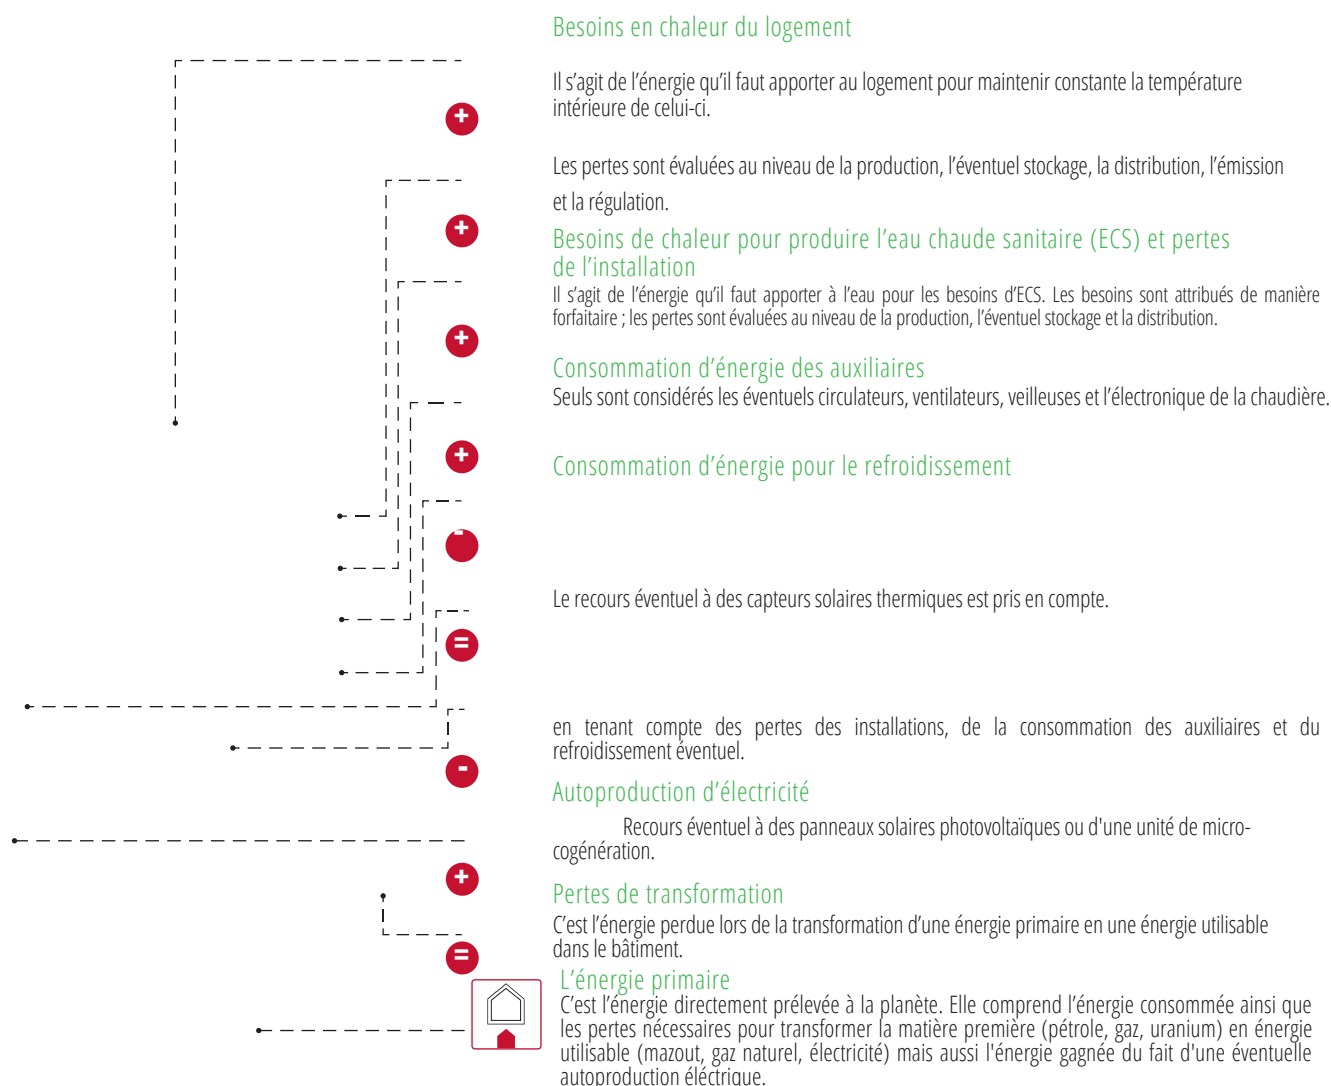 Besoins en chaleur du logement
Il s’agit de l’énergie qu’il faut apporter au logement pour maintenir constante la température
intérieure de celui-ci.
+
Les pertes sont évaluées au niveau de la production, l’éventuel stockage, la distribution, l’émission
et la régulation.
+
Besoins de chaleur pour produire l’eau chaude sanitaire (ECS) et pertes
de l’installation
Il s’agit de l’énergie qu’il faut apporter à l’eau pour les besoins d’ECS. Les besoins sont attribués de manière
forfaitaire ; les pertes sont évaluées au niveau de la production, l’éventuel stockage et la distribution.
+
Consommation d’énergie des auxiliaires
Seuls sont considérés les éventuels circulateurs, ventilateurs, veilleuses et l’électronique de la chaudière.
+
Consommation d’énergie pour le refroidissement
-
Le recours éventuel à des capteurs solaires thermiques est pris en compte.
=
en tenant compte des pertes des installations, de la consommation des auxiliaires et du
refroidissement éventuel.
-
Autoproduction d’électricité
Recours éventuel à des panneaux solaires photovoltaïques ou d'une unité de micro-
cogénération.
+
Pertes de transformation
C’est l’énergie perdue lors de la transformation d’une énergie primaire en une énergie utilisable
dans le bâtiment.
=
L’énergie primaire
C’est l’énergie directement prélevée à la planète. Elle comprend l’énergie consommée ainsi que
les pertes nécessaires pour transformer la matière première (pétrole, gaz, uranium) en énergie
utilisable (mazout, gaz naturel, électricité) mais aussi l'énergie gagnée du fait d'une éventuelle
autoproduction éléctrique.